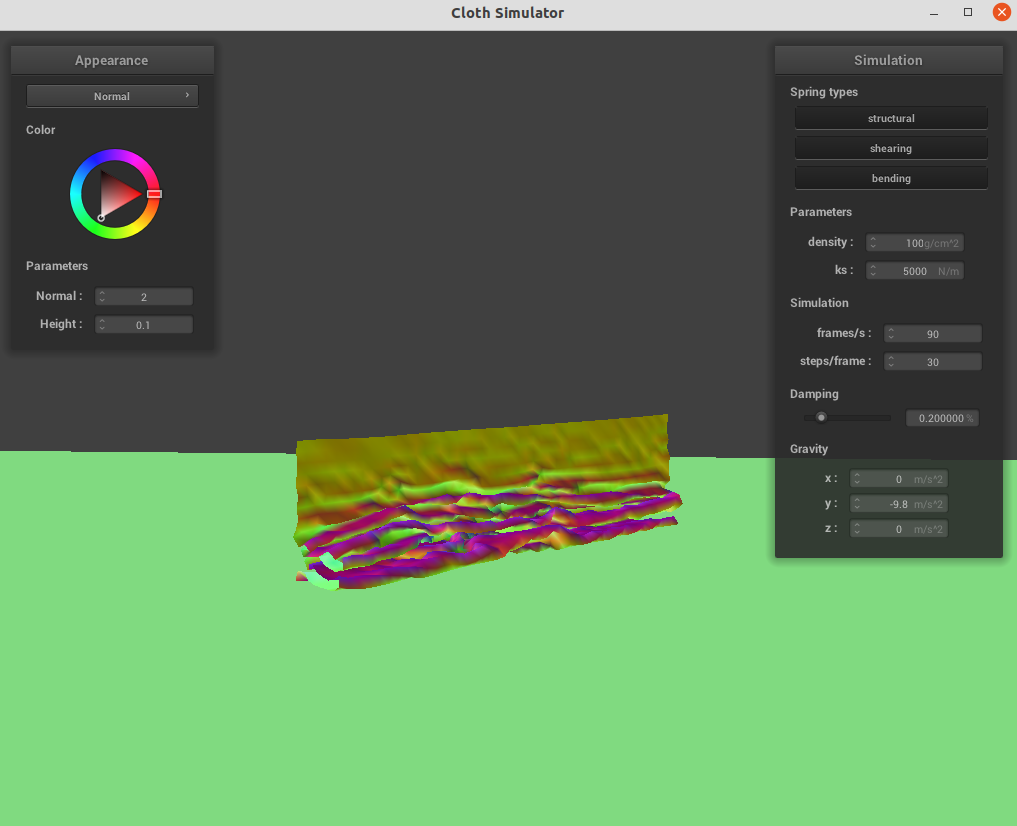 Cloth Simulator
Appearance
Normal
Color
Parameters
Normal :
2
Height :
0.1
Simulation
Spring types
structural
shearing
bending
Parameters
density :
100g/cm^2
ks :
5000 N/m
Simulation
frames/s :
90
steps/frame :
30
Damping
0.200000 %
Gravity
x :
0 m/s^2
y :
-9.8 m/s^2
z :
0 m/s^2